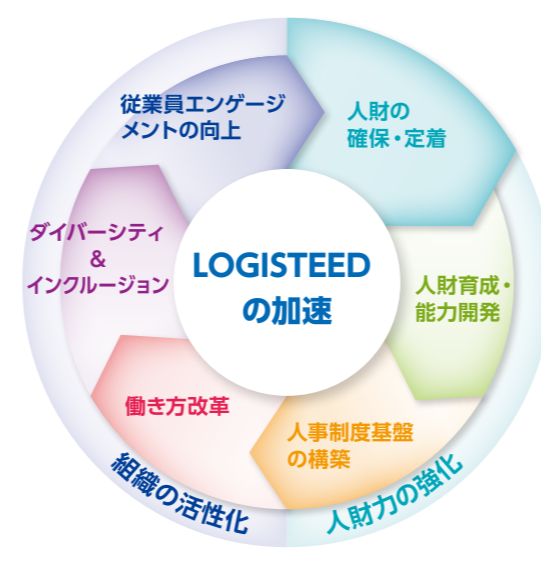 従業員エンゲージ
メントの向上
人財の
確保・定着
ダイバーシティ
&
インクルージョン
LOGISTEED
の加速
人財育成・
能力開発
働き方改革
人事制度基盤
の構築
組織の活性化
人財力の強化